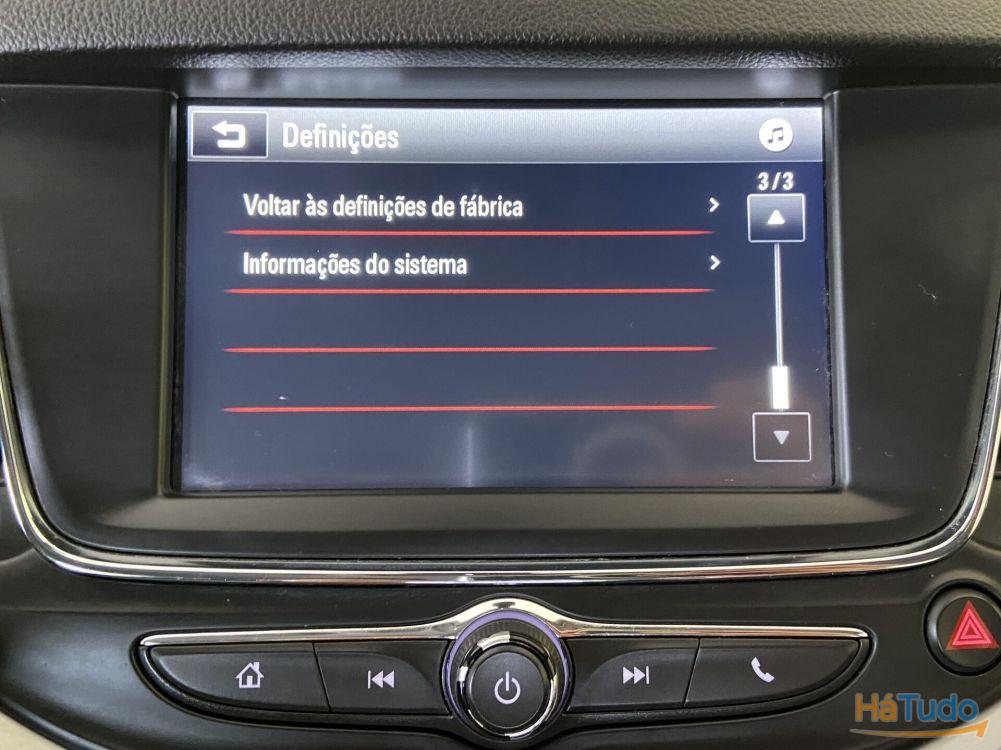 Definições
3/3
Voltar às definições de fábrica
Informações do sistema
HáTudo